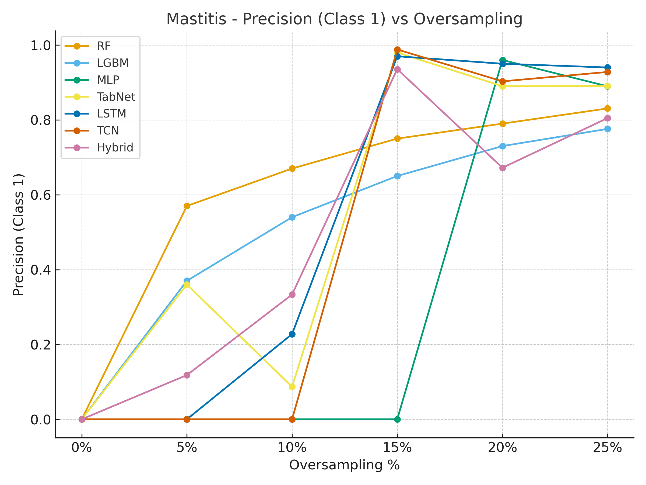 Mastitis - Precision (Class 1) vs Oversampling
RF
LGBM
MLP
TabNet
LSTM
TCN
Hybrid
1.0
0.8
0.6
0.4
0.2
0.0
Precision (Class 1)
0% 5% 10% 15% 20% 25%
Oversampling %